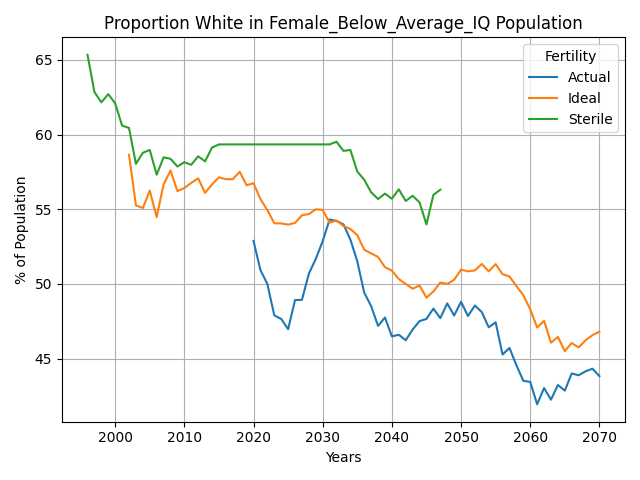 Proportion White in Female_Below_Average_IQ Population
Fertility
Actual
Ideal
Sterile
% of Population
65
60
55
50
45
2000
2010
2020
2030
2040
2050
2060
2070
Years